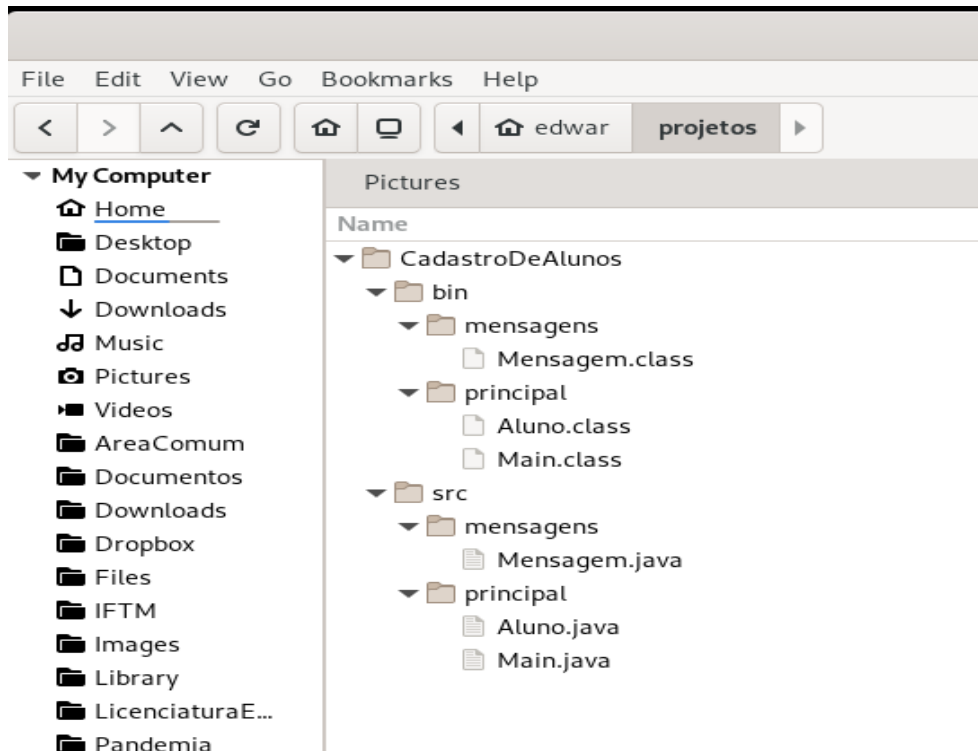 File Edit View Go Bookmarks Help
edwar projetos
My Computer
Home
Desktop
Documents
Downloads
Music
Pictures
Videos
AreaComum
Documentos
Downloads
Dropbox
Files
IFTM
Images
Library
LicenciaturaE...
Pandemia
Pictures
Name
CadastroDeAlunos
bin
mensagens
Mensagem.class
principal
Aluno.class
Main.class
src
mensagens
Mensagem.java
principal
Aluno.java
Main.java